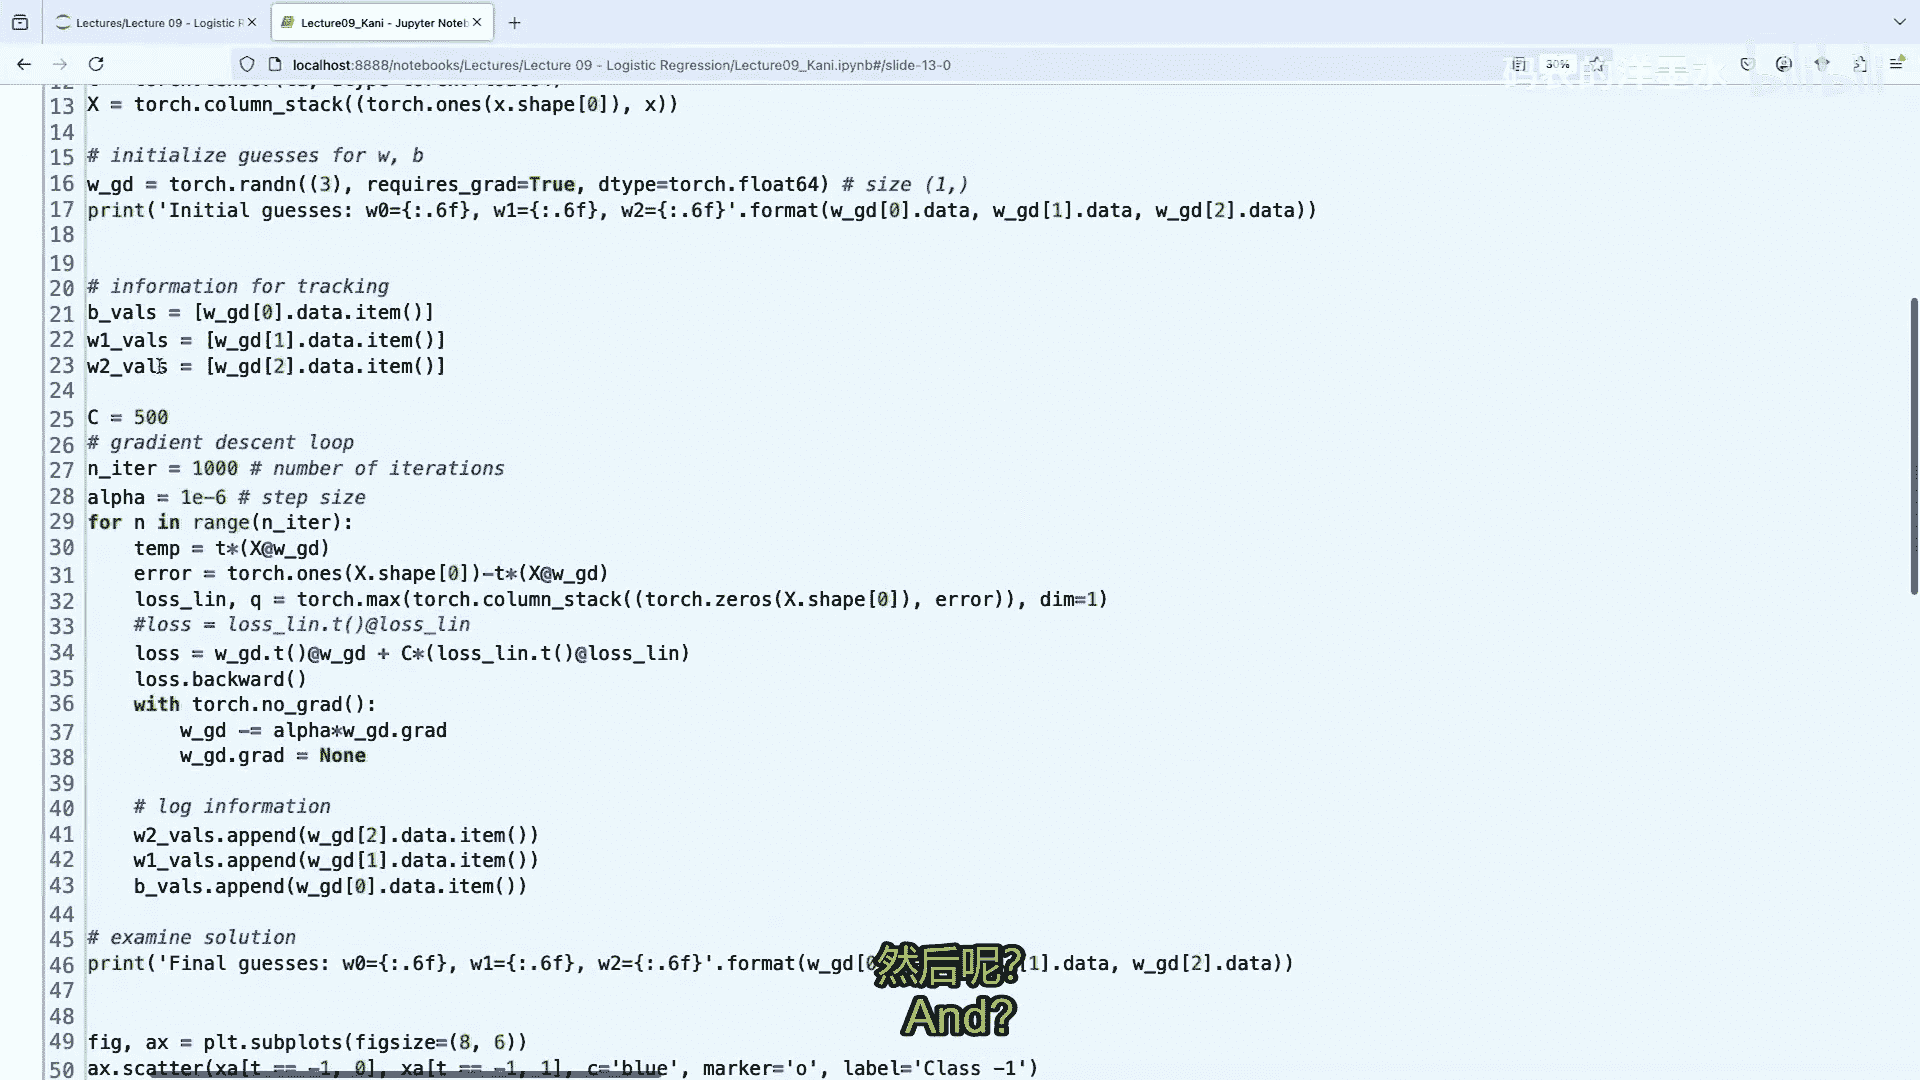 Lectures/Lecture 09 - Logistic R
Lecture09_Kani - Jupyter Noteb
localhost:8888/notebooks/Lectures/Lecture 09 - Logistic Regression/Lecture09_Kani.ipynb#/slide-13-0
30%
13 X = torch.column_stack((torch.ones(x.shape[0]), x))
14
15 # initialize guesses for w, b
16 w_gd = torch.randn((3), requires_grad=True, dtype=torch.float64) # size (1,)
17 print('Initial guesses: w0={:.6f}, w1={:.6f}, w2={:.6f}'.format(w_gd[0].data, w_gd[1].data, w_gd[2].data))
18
19
20 # information for tracking
21 b_vals = [w_gd[0].data.item()]
22 w1_vals = [w_gd[1].data.item()]
23 w2_vals = [w_gd[2].data.item()]
24
25 C = 500
26 # gradient descent loop
27 n_iter = 1000 # number of iterations
28 alpha = 1e-6 # step size
29 for n in range(n_iter):
30     temp = t*(X@w_gd)
31     error = torch.ones(X.shape[0])-t*(X@w_gd)
32     loss_lin, q = torch.max(torch.column_stack((torch.zeros(X.shape[0]), error)), dim=1)
33     #loss = loss_lin.t()@loss_lin
34     loss = w_gd.t()@w_gd + C*(loss_lin.t()@loss_lin)
35     loss.backward()
36     with torch.no_grad():
37         w_gd -= alpha*w_gd.grad
38         w_gd.grad = None
39
40     # log information
41     w2_vals.append(w_gd[2].data.item())
42     w1_vals.append(w_gd[1].data.item())
43     b_vals.append(w_gd[0].data.item())
44
45 # examine solution
46 print('Final guesses: w0={:.6f}, w1={:.6f}, w2={:.6f}'.format(w_gd[ [1].data, w_gd[2].data))
47
48
49 fig, ax = plt.subplots(figsize=(8, 6))
50 ax.scatter(xa[t == -1, 0], xa[t == -1, 1], c='blue', marker='o', label='Class -1')
然后呢?
And?